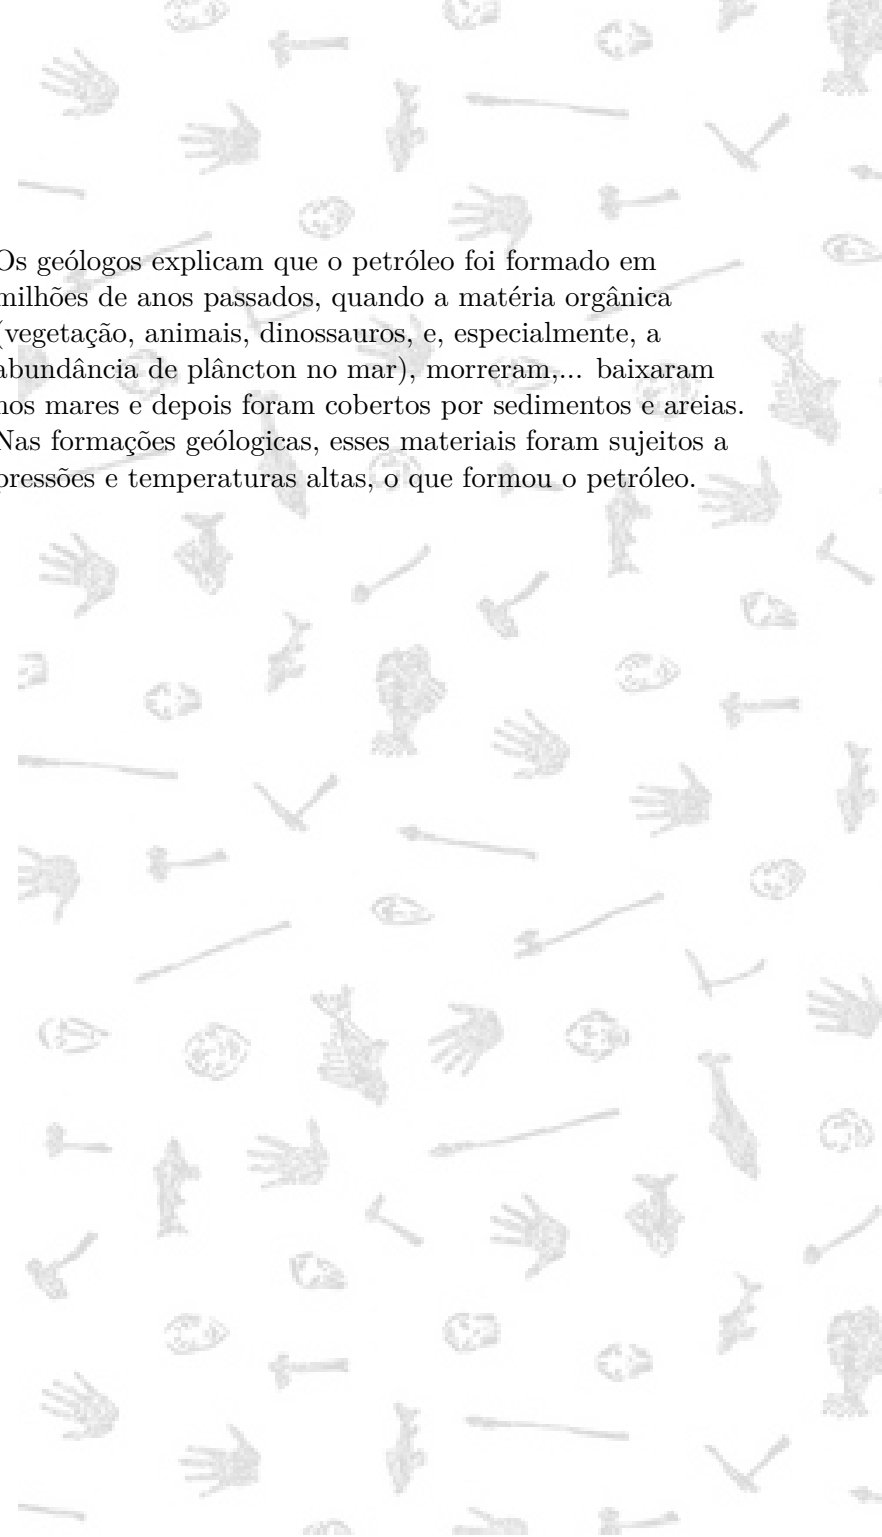 Os geólogos explicam que o petróleo foi formado em
milhões de anos passados, quando a matéria orgânica
(vegetação, animais, dinossauros, e, especialmente, a
abundância de plâncton no mar), morreram,... baixaram
nos mares e depois foram cobertos por sedimentos e areias.
Nas formações geólogicas, esses materiais foram sujeitos a
pressões e temperaturas altas, o que formou o petróleo.